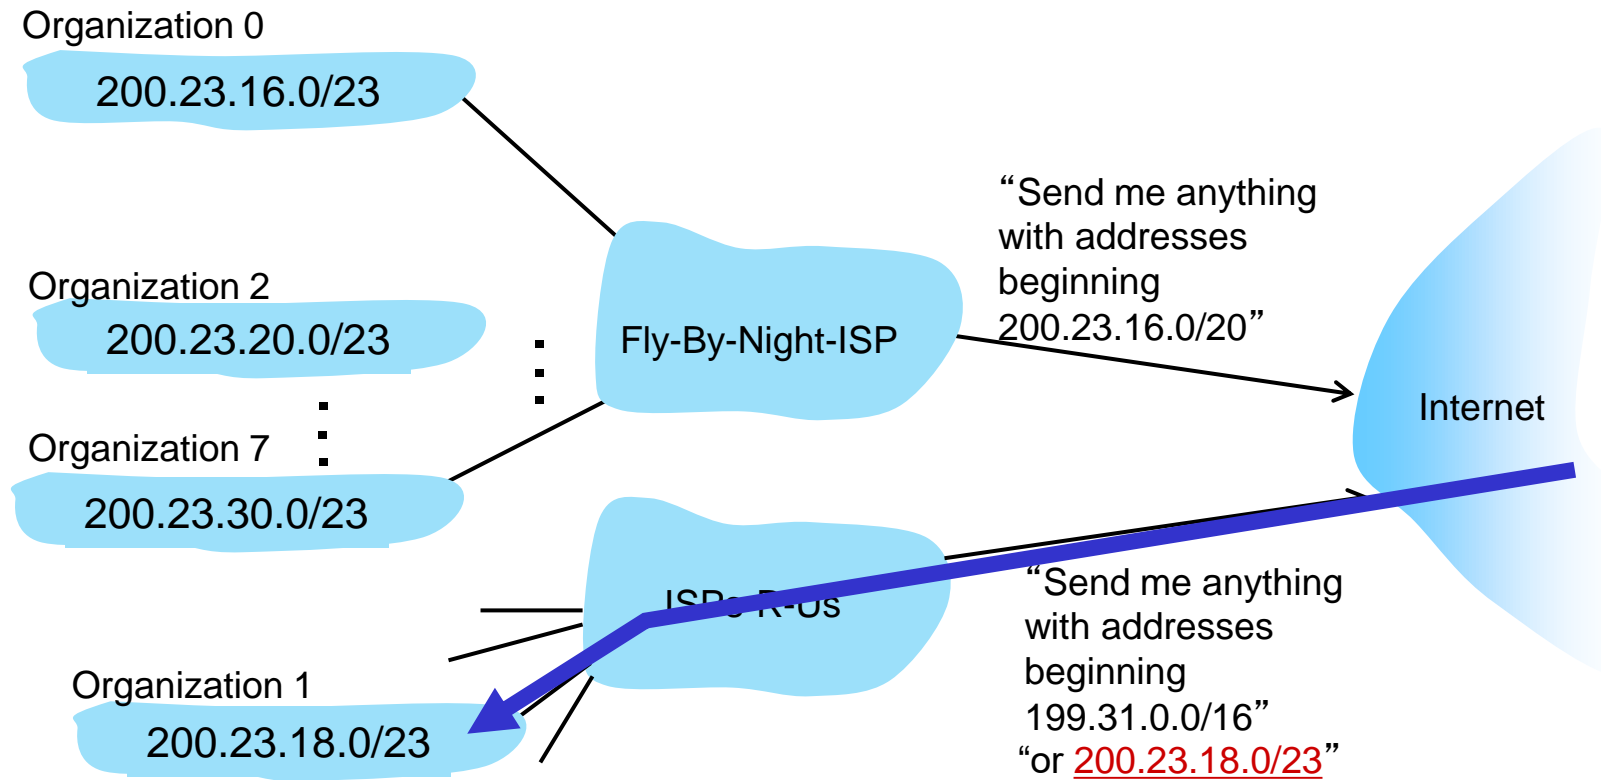 Organization 0
200.23.16.0/23
Organization 2
200.23.20.0/23
Organization 7
200.23.30.0/23
Fly-By-Night-ISP
“Send me anything
with addresses
beginning
200.23.16.0/20”
Internet
ISPs-R-Us
Organization 1
200.23.18.0/23
“Send me anything
with addresses
beginning
199.31.0.0/16”
“or 200.23.18.0/23”